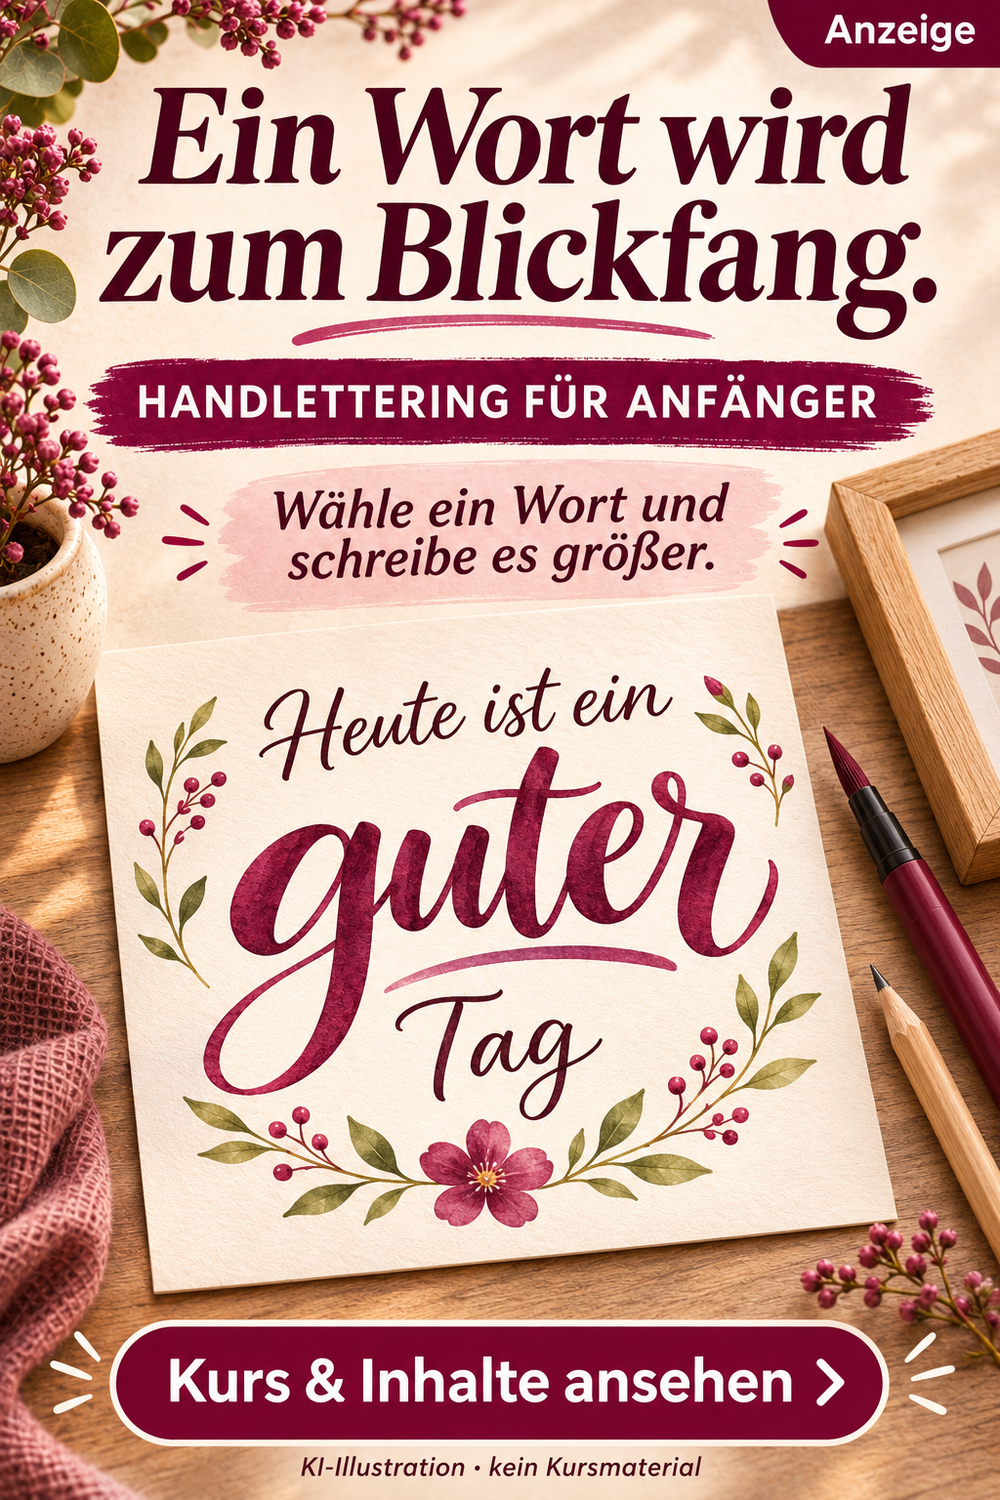 Anzeige
Ein Wort wird
zum Blickfang.
HANDLETTERING FÜR ANFÄNGER
Wähle ein Wort und
schreibe es größer.
Heute ist ein
guter
Tag
Kurs & Inhalte ansehen
KI-Illustration • kein Kursmaterial